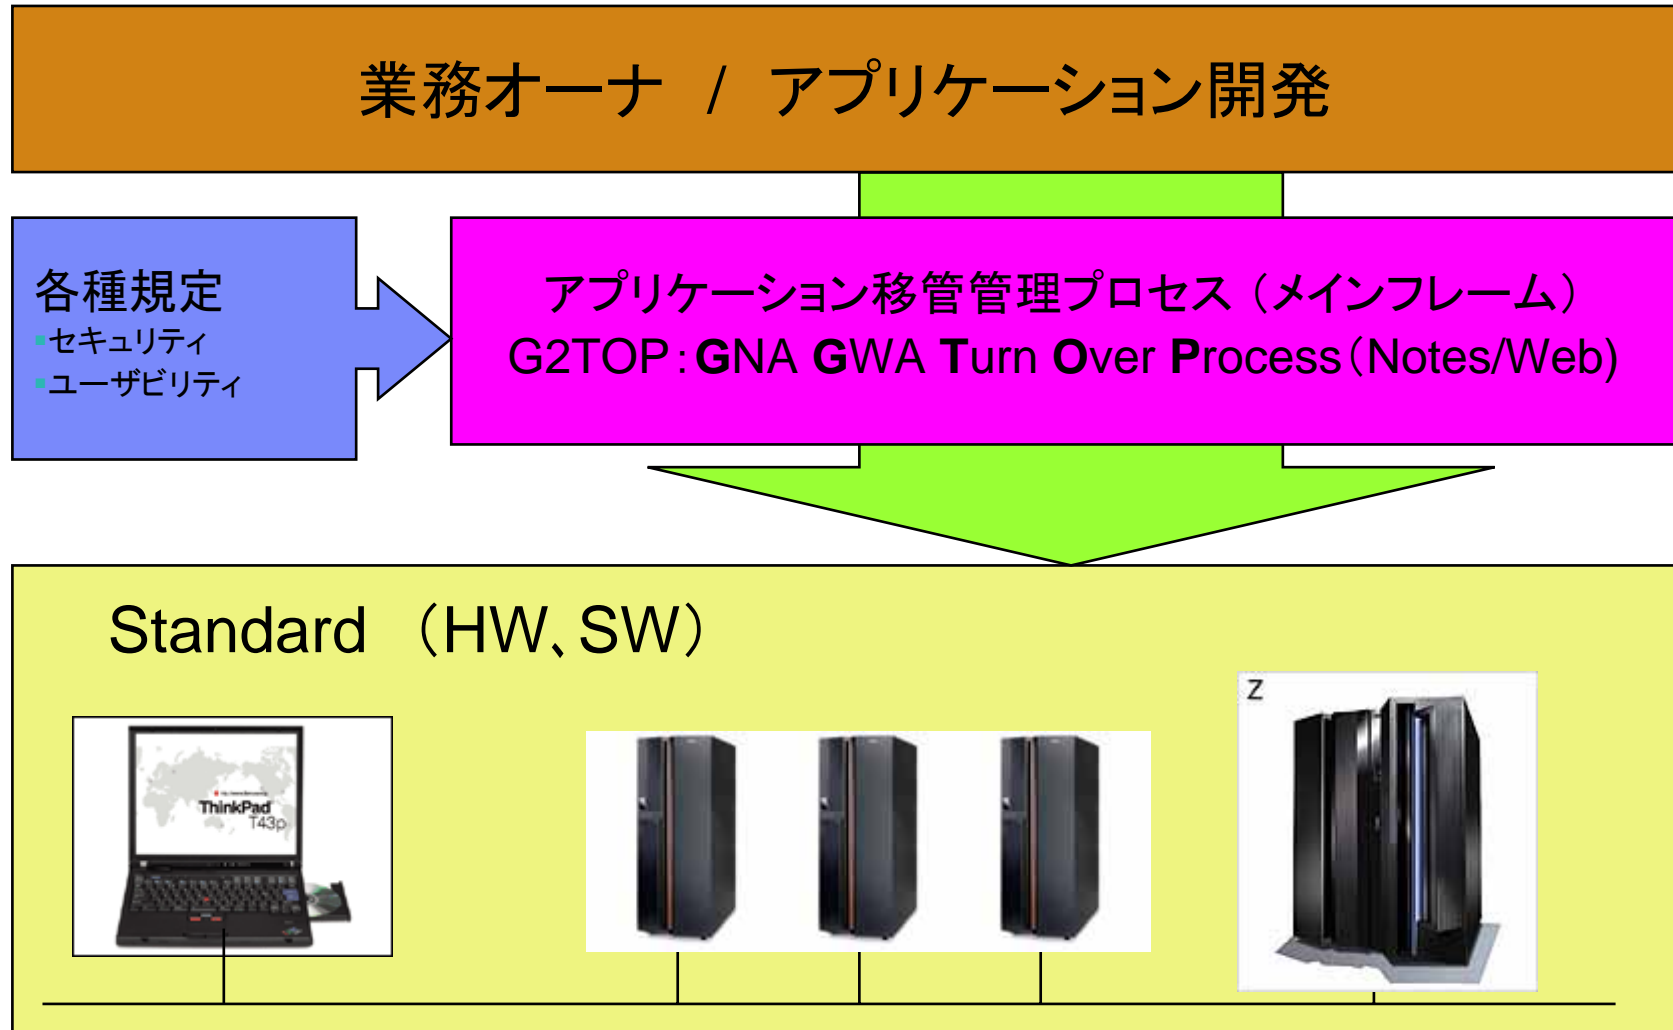 業務オーナ / アプリケーション開発
各種規定
▪セキュリティ
▪ユーザビリティ
アプリケーション移管管理プロセス（メインフレーム）
G2TOP：GNA GWA Turn Over Process（Notes/Web)
Standard （HW、SW）
ThinkPad
T43p
z